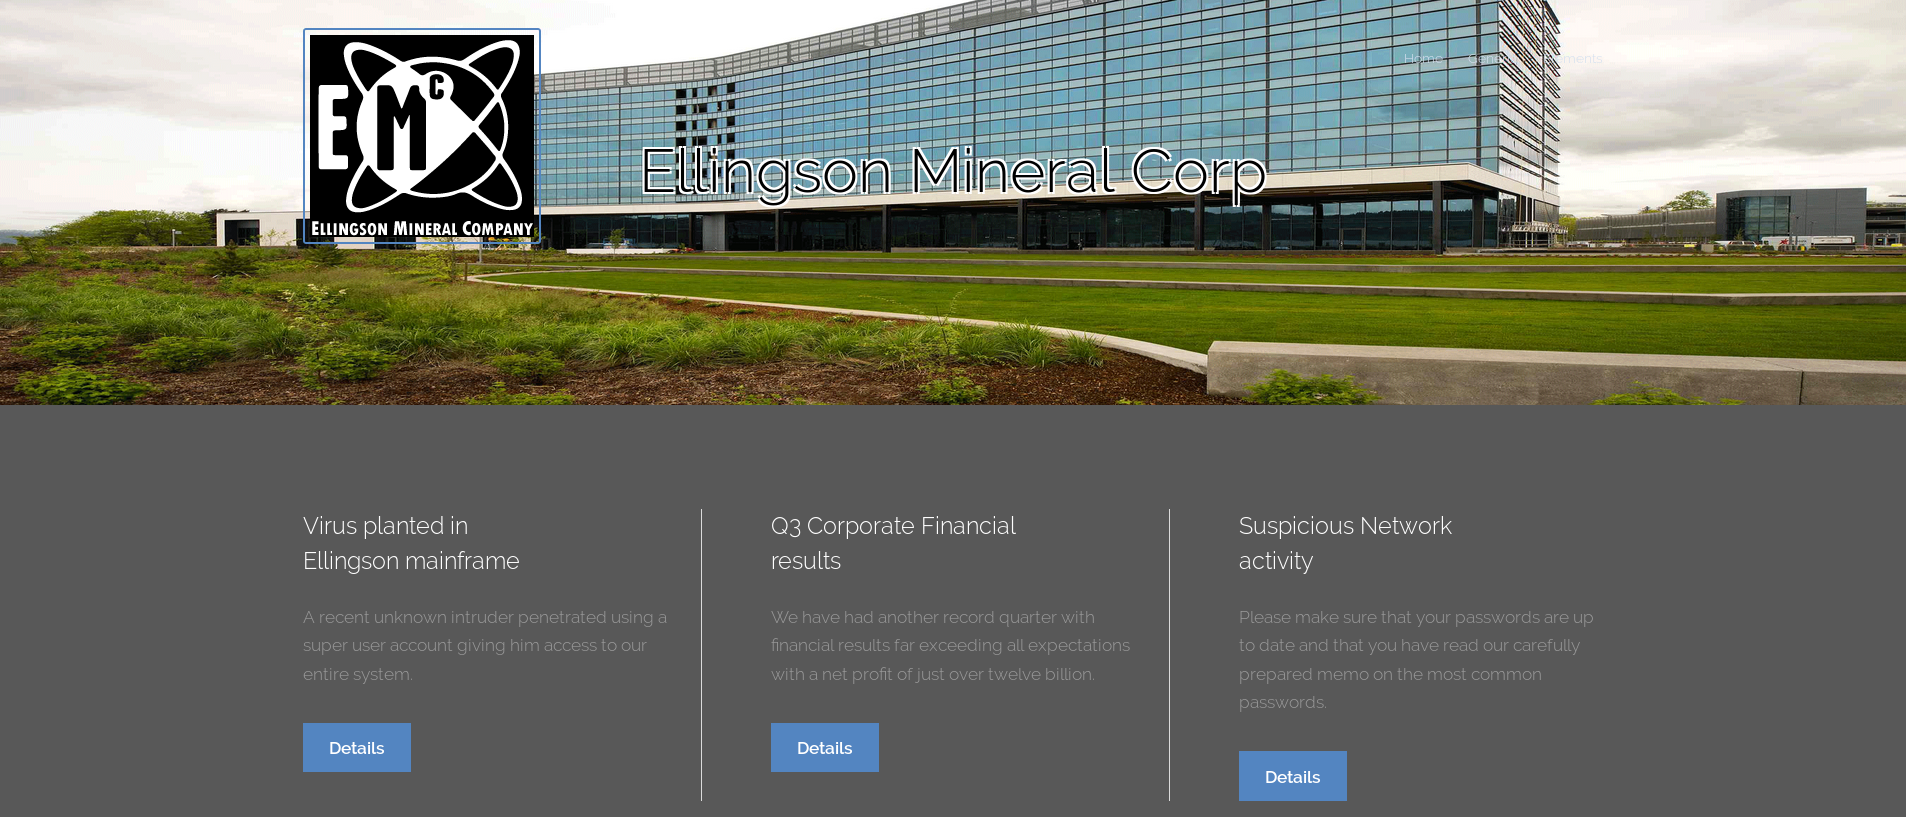 Home General Elements
E M C
Ellingson Mineral Corp
Ellingson Mineral Company
Virus planted in
Ellingson mainframe
A recent unknown intruder penetrated using a
super user account giving him access to our
entire system.
Details
Q3 Corporate Financial
results
We have had another record quarter with
financial results far exceeding all expectations
with a net profit of just over twelve billion.
Details
Suspicious Network
activity
Please make sure that your passwords are up
to date and that you have read our carefully
prepared memo on the most common
passwords.
Details